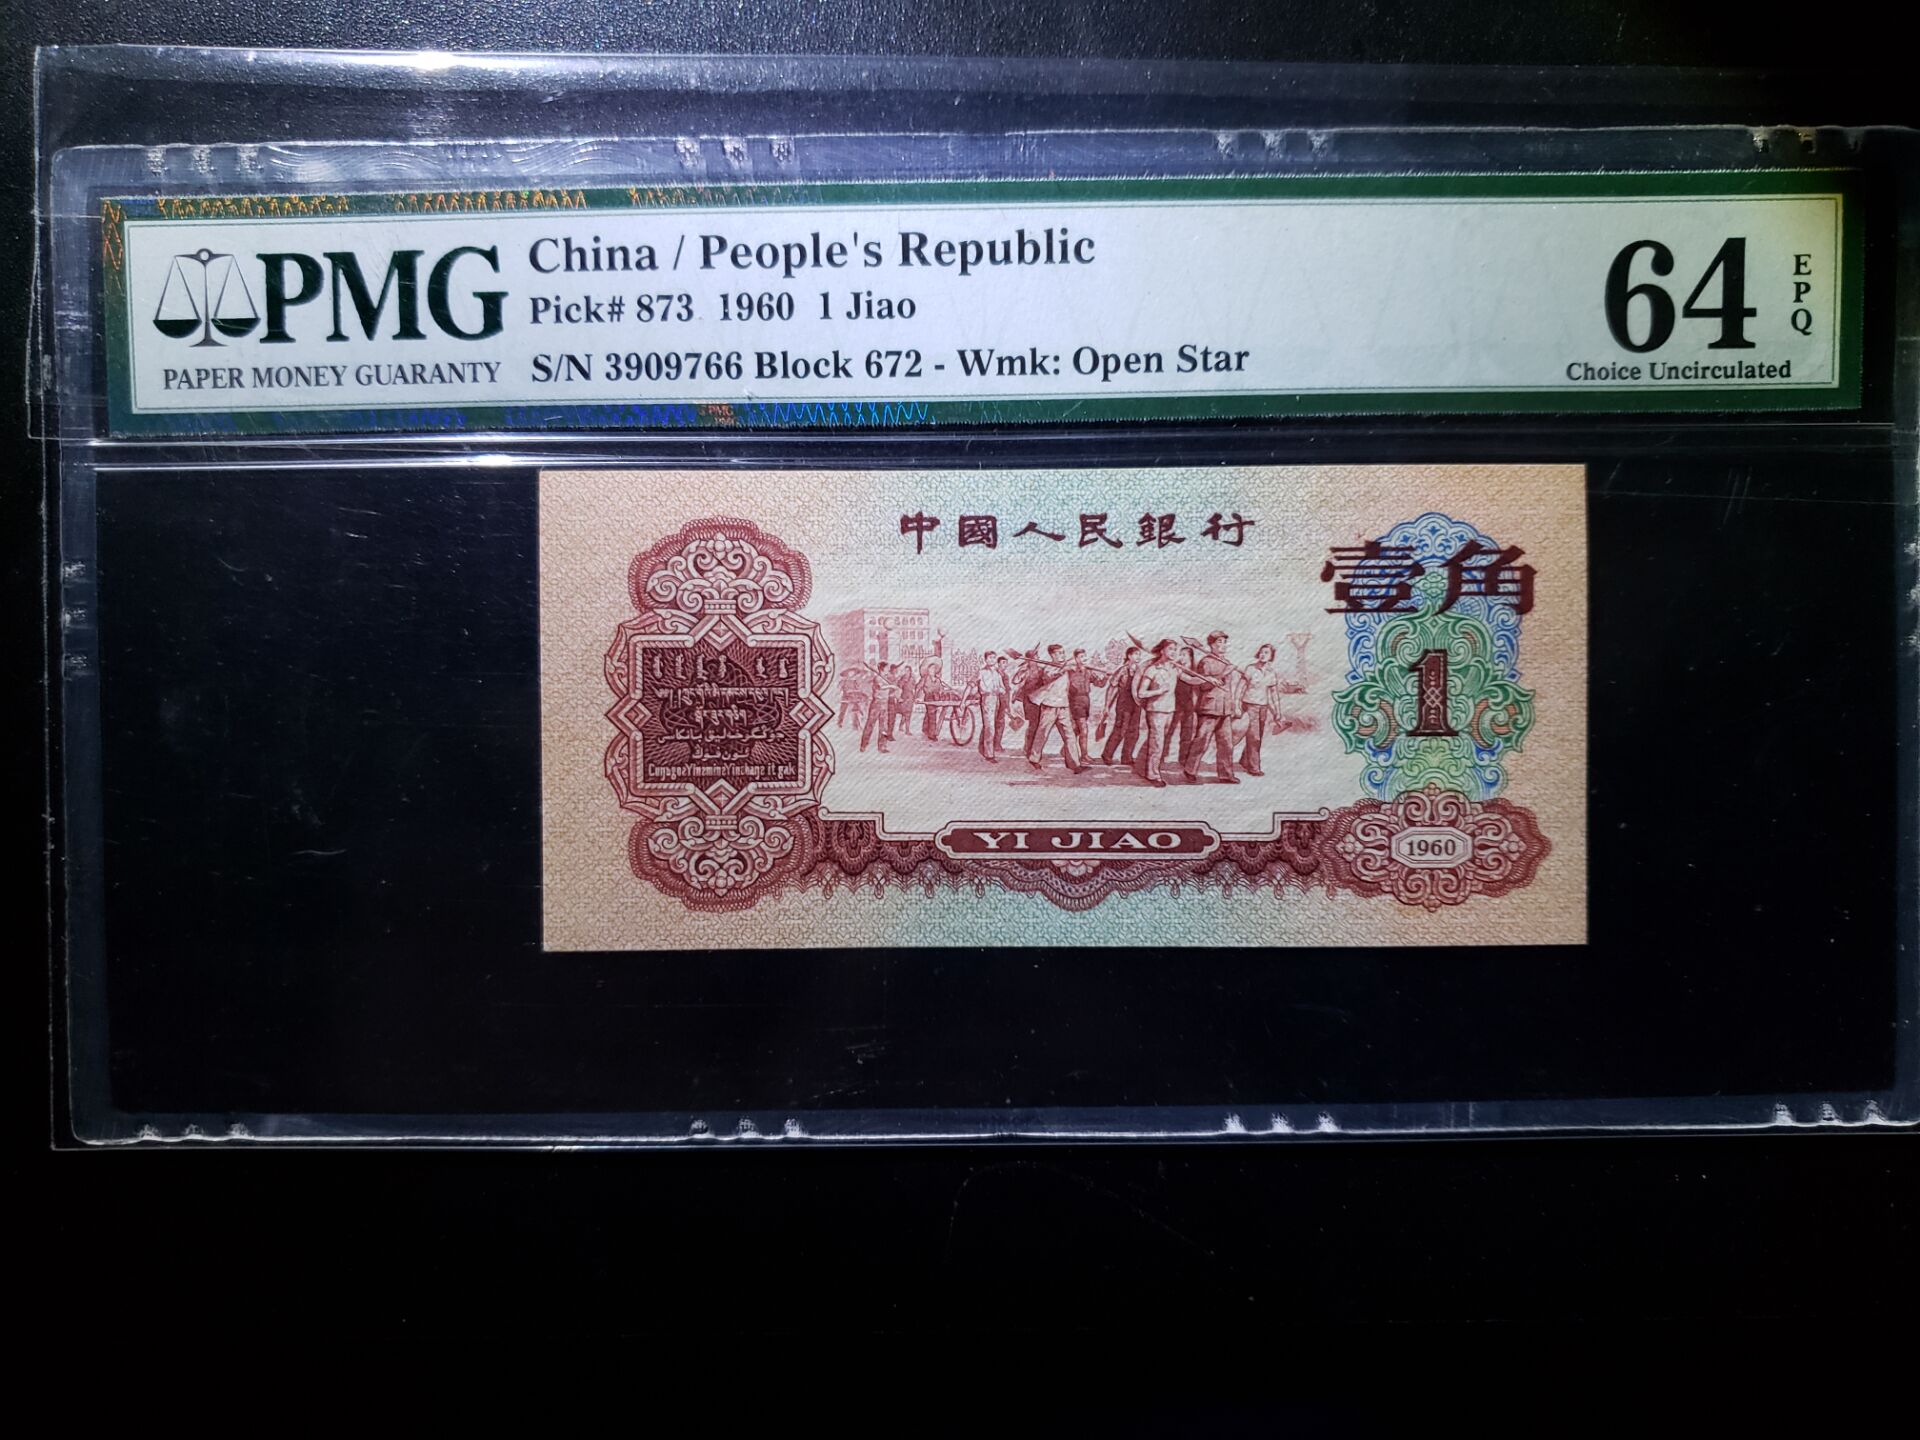 PMG
PAPER MONEY GUARANTY
China / People's Republic
Pick# 873 1960 1 Jiao
S/N 3909766 Block 672 - Wmk: Open Star
64
EPQ
Choice Uncirculated
中國人民銀行
壹角
1
YI JIAO
1960